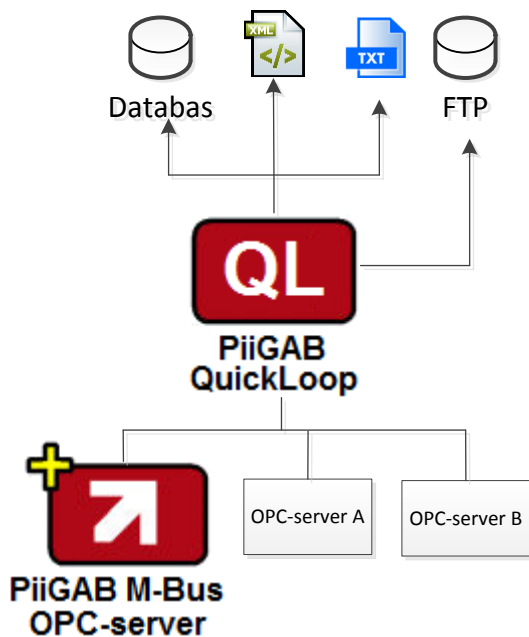 XML
</>
TXT
Databas
FTP
QL
PiiGAB
QuickLoop
OPC-server A
OPC-server B
PiiGAB M-Bus
OPC-server